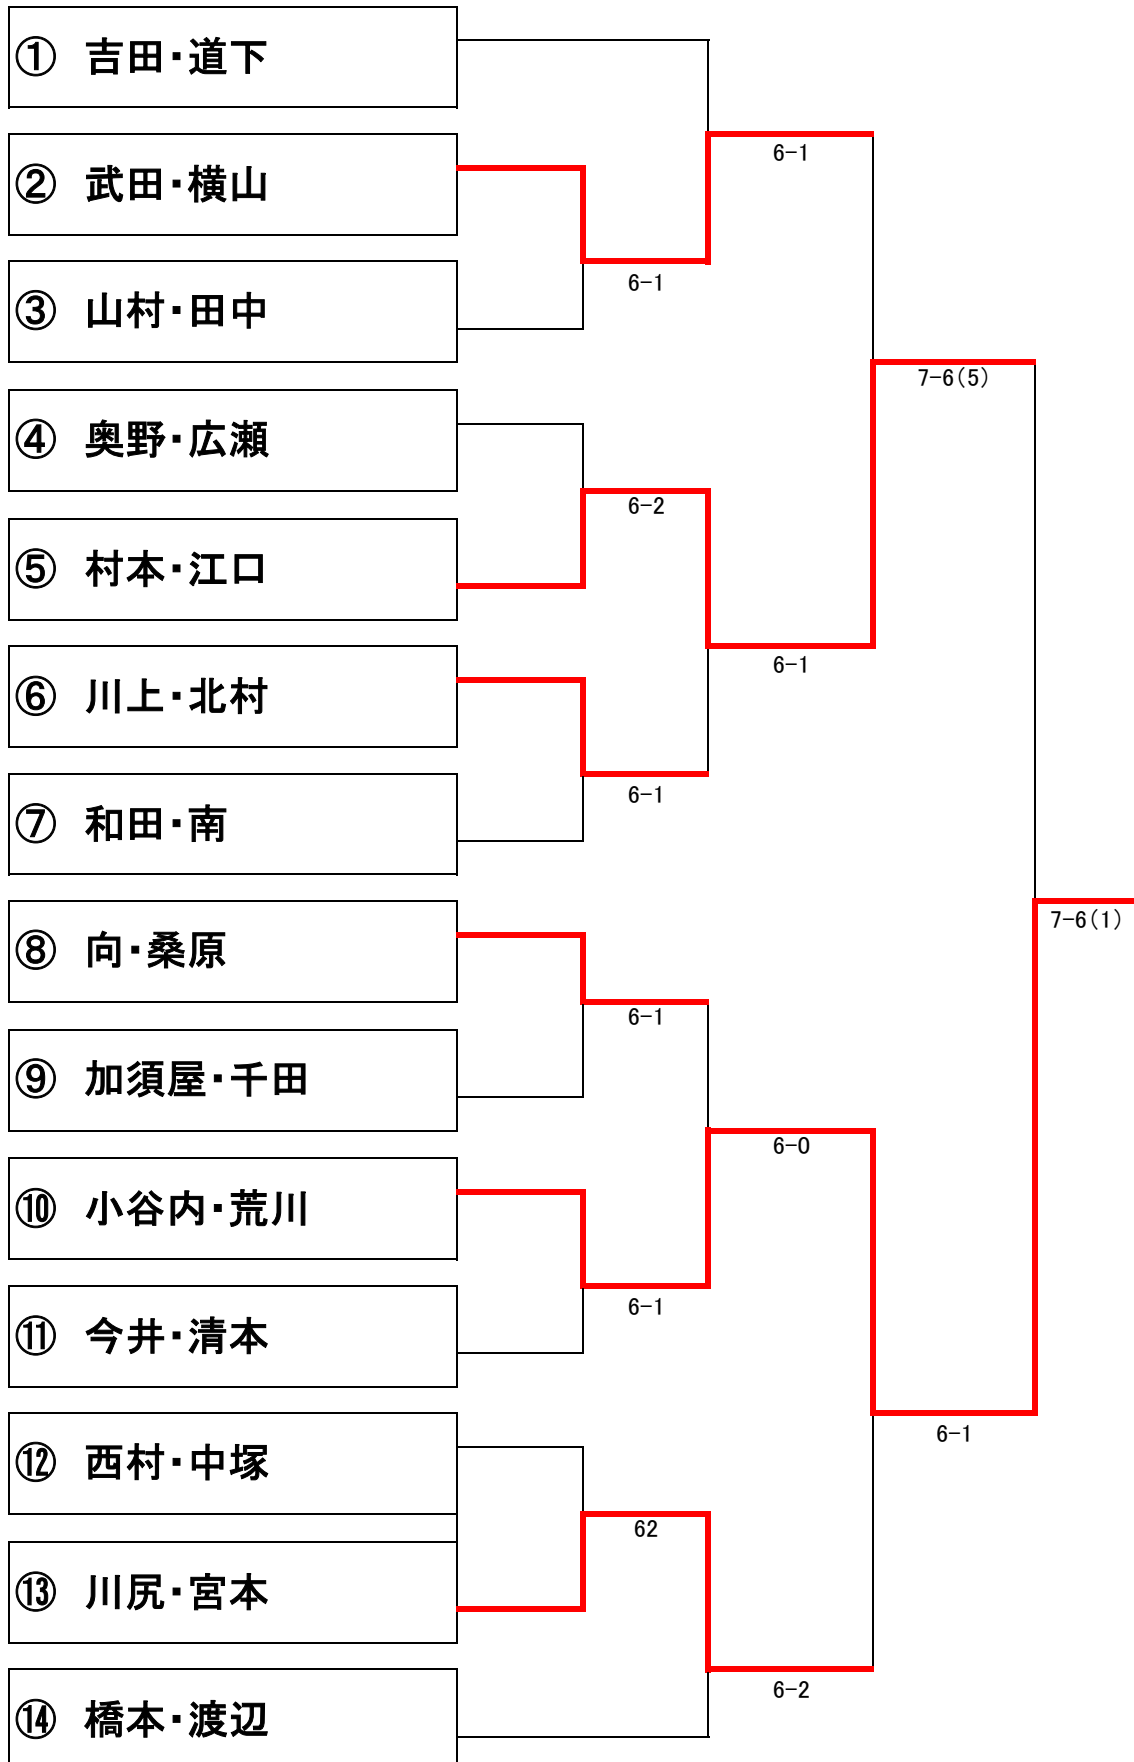 ① 吉田・道下
6-1
② 武田・横山
6-1
③ 山村・田中
7-6(5)
④ 奥野・広瀬
6-2
⑤ 村本・江口
6-1
⑥ 川上・北村
6-1
⑦ 和田・南
7-6(1)
⑧ 向・桑原
6-1
⑨ 加須屋・千田
6-0
⑩ 小谷内・荒川
6-1
⑪ 今井・清本
6-1
⑫ 西村・中塚
62
⑬ 川尻・宮本
6-2
⑭ 橋本・渡辺